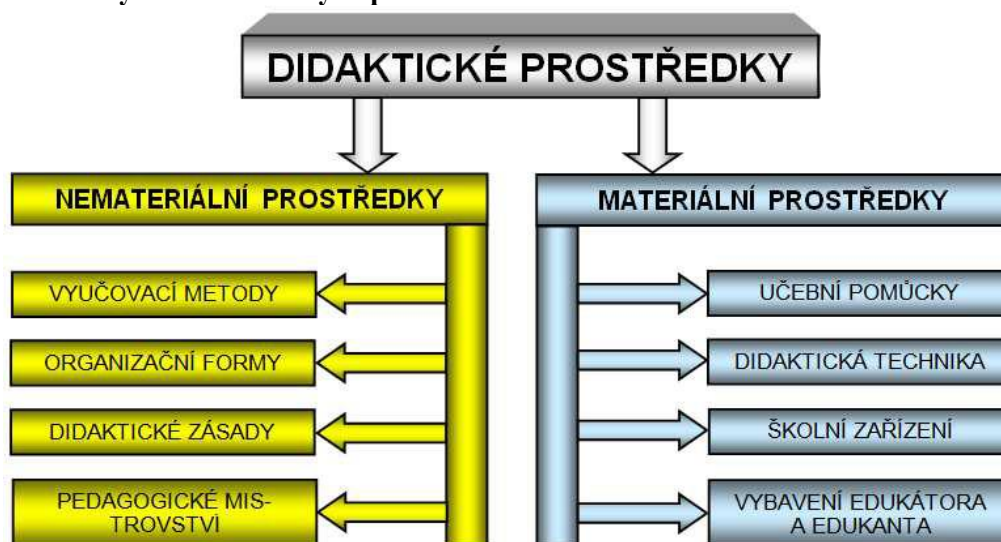 DIDAKTICKÉ PROSTŘEDKY
NEMATERIÁLNÍ PROSTŘEDKY
VYUČOVACÍ METODY
ORGANIZAČNÍ FORMY
DIDAKTICKÉ ZÁSADY
PEDAGOGICKÉ MIS-
TROVSTVÍ
MATERIÁLNÍ PROSTŘEDKY
UČEBNÍ POMŮCKY
DIDAKTICKÁ TECHNIKA
ŠKOLNÍ ZAŘÍZENÍ
VYBAVENÍ EDUKÁTORA
A EDUKANTA